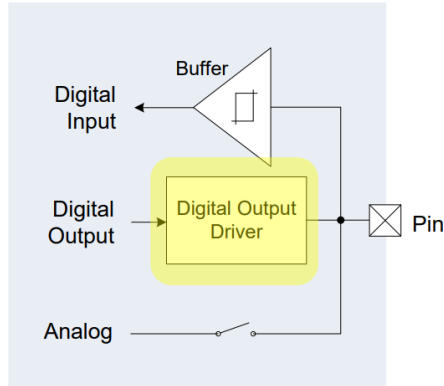 Buffer
Digital
Input
Digital
Output
Digital Output
Driver
Pin
Analog